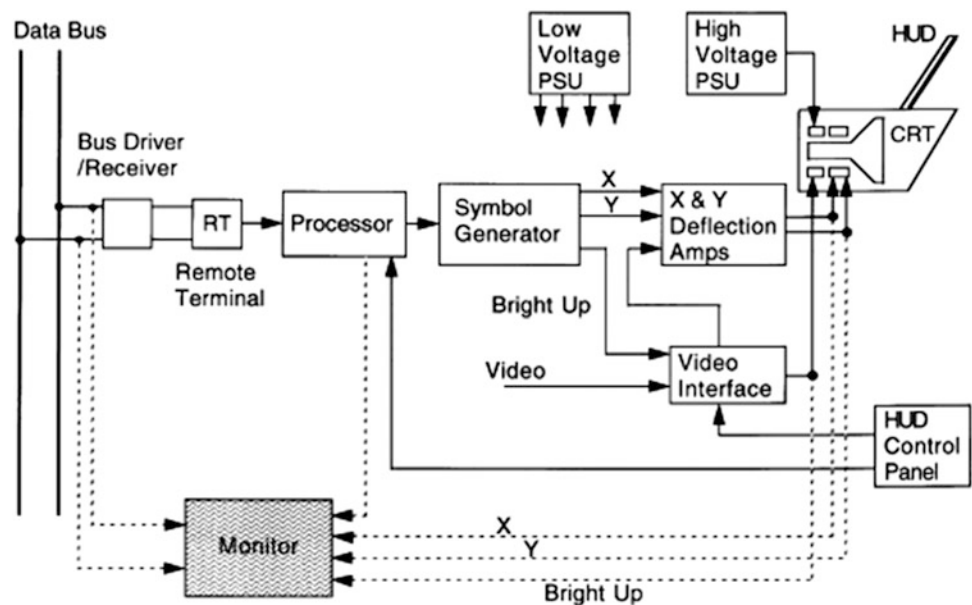 Data Bus
Low
Voltage
PSU
High
Voltage
PSU
HUD
CRT
Bus Driver
/Receiver
RT
Remote
Terminal
Processor
Symbol
Generator
X
Y
X & Y
Deflection
Amps
Bright Up
Video
Video
Interface
HUD
Control
Panel
Monitor
X
Y
Bright Up